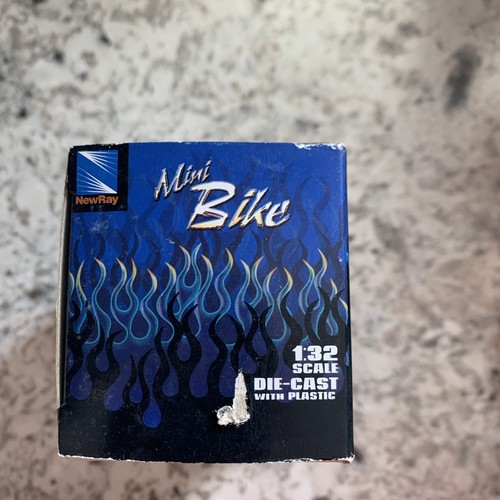 NewRay
Mini
Bike
1:32
SCALE
DIE-CAST
WITH PLASTIC